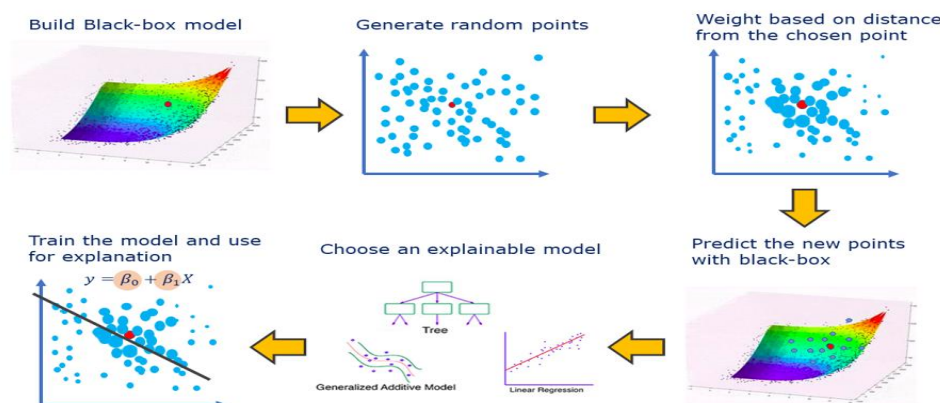 Build Black-box model
Generate random points
Weight based on distance
from the chosen point
Train the model and use
for explanation
y = β₀ + β₁X
Choose an explainable model
Tree
Generalized Additive Model
Linear Regression
Predict the new points
with black-box